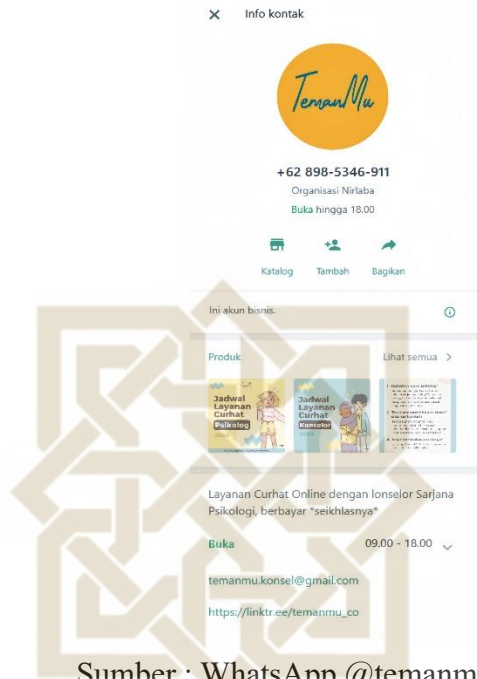 × Info kontak
TemanMu
+62 898-5346-911
Organisasi Nirlaba
Buka hingga 18.00
Katalog Tambah Bagikan
Ini akun bisnis.
Produk Lihat semua >
Jadwal
Layanan
Curhat
Psikolog
Jadwal
Layanan
Curhat
Konselor
Layanan Curhat Online dengan lonselor Sarjana
Psikologi, berbayar *seikhlasnya*
Buka 09.00 - 18.00
temanmu.konsel@gmail.com
https://linktr.ee/temanmu_co
Sumber : WhatsApp @temanm